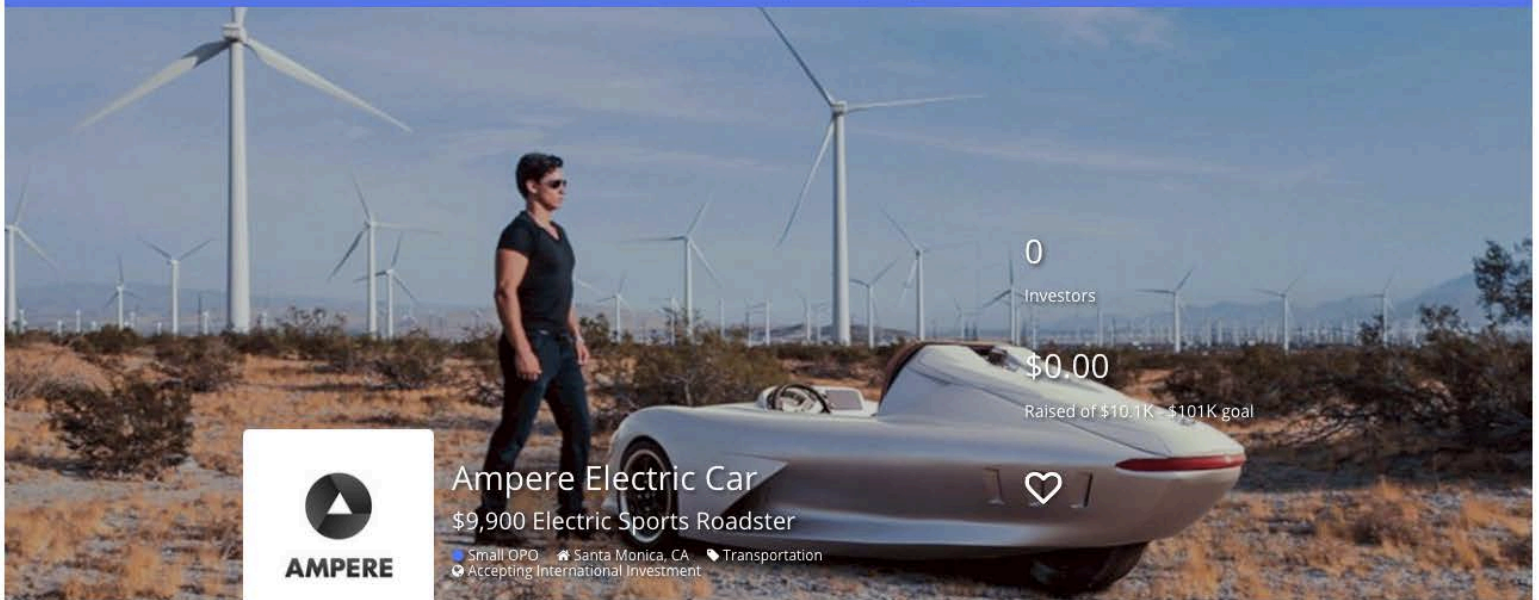 0
Investors
$0.00
Raised of $10.1K - $101K goal
Ampere Electric Car
$9,900 Electric Sports Roadster
Small OPO Santa Monica, CA Transportation
Accepting International Investment
AMPERE